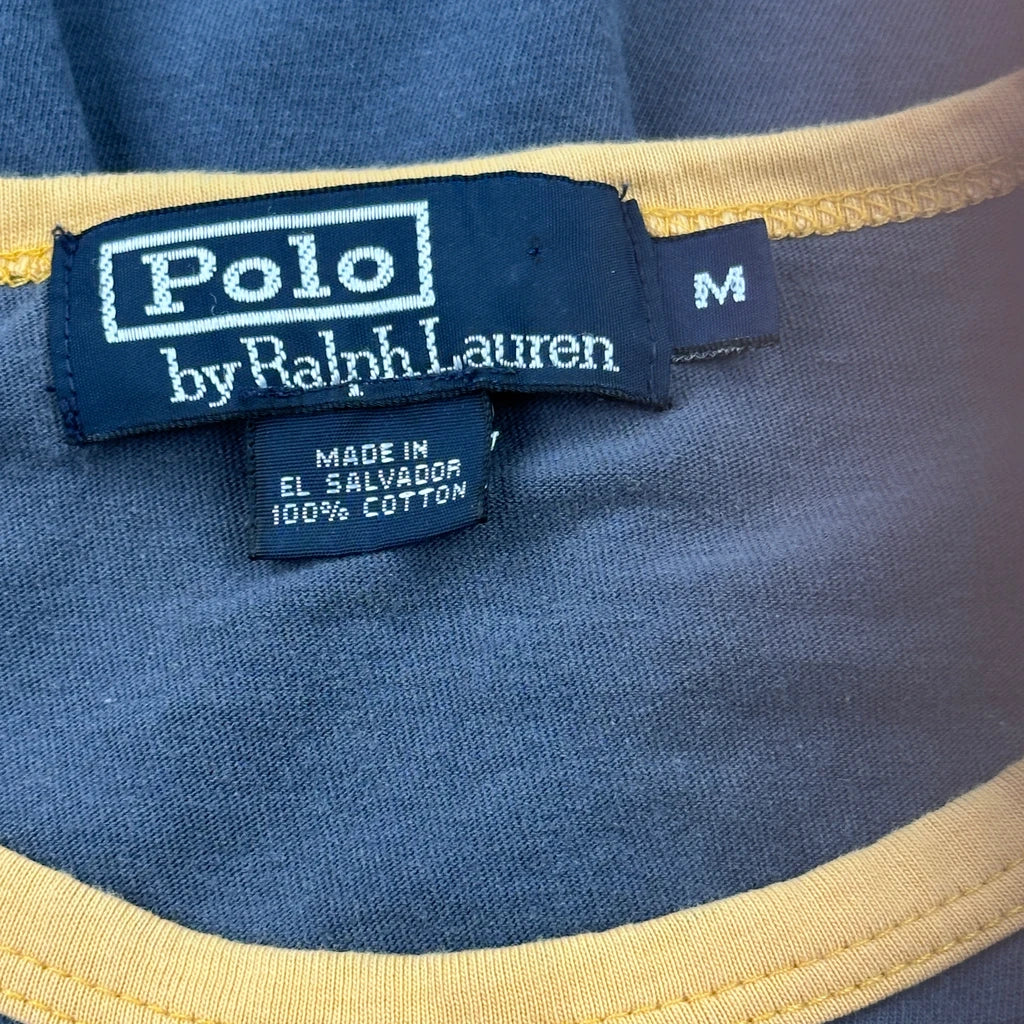 Polo
by Ralph Lauren
M
MADE IN
EL SALVADOR
100% COTTON